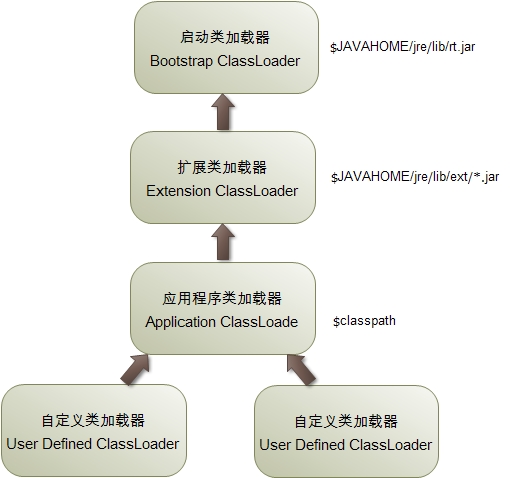 启动类加载器
Bootstrap ClassLoader
$JAVAHOME/jre/lib/rt.jar
扩展类加载器
Extension ClassLoader
$JAVAHOME/jre/lib/ext/*.jar
应用程序类加载器
Application ClassLoade
$classpath
自定义类加载器
User Defined ClassLoader
自定义类加载器
User Defined ClassLoader